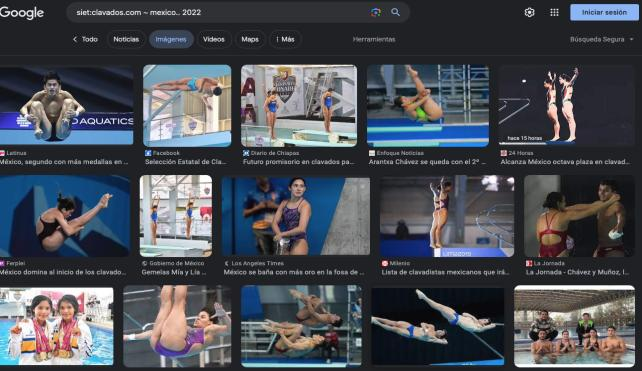 Google
siet:clavados.com ~ mexico.. 2022
Iniciar sesión
Todo
Noticias
Imágenes
Vídeos
Maps
Más
Herramientas
Búsqueda Segura
D AQUATICS
hace 15 horas
Latinus
México, segundo con más medallas en ...
Facebook
Selección Estatal de Cla...
Diario de Chiapas
Futuro promisorio en clavados pa...
Enfoque Noticias
Arantxa Chávez se queda con el 2° ...
24 Horas
Alcanza México octava plaza en clavad...
Ferplei
México domina al inicio de los clavado...
Gobierno de México
Gemelas Mía y Lía ...
Los Angeles Times
México se baña con más oro en la fosa de ...
Milenio
Lista de clavadistas mexicanos que irá...
La Jornada
La Jornada - Chávez y Muñoz, l...